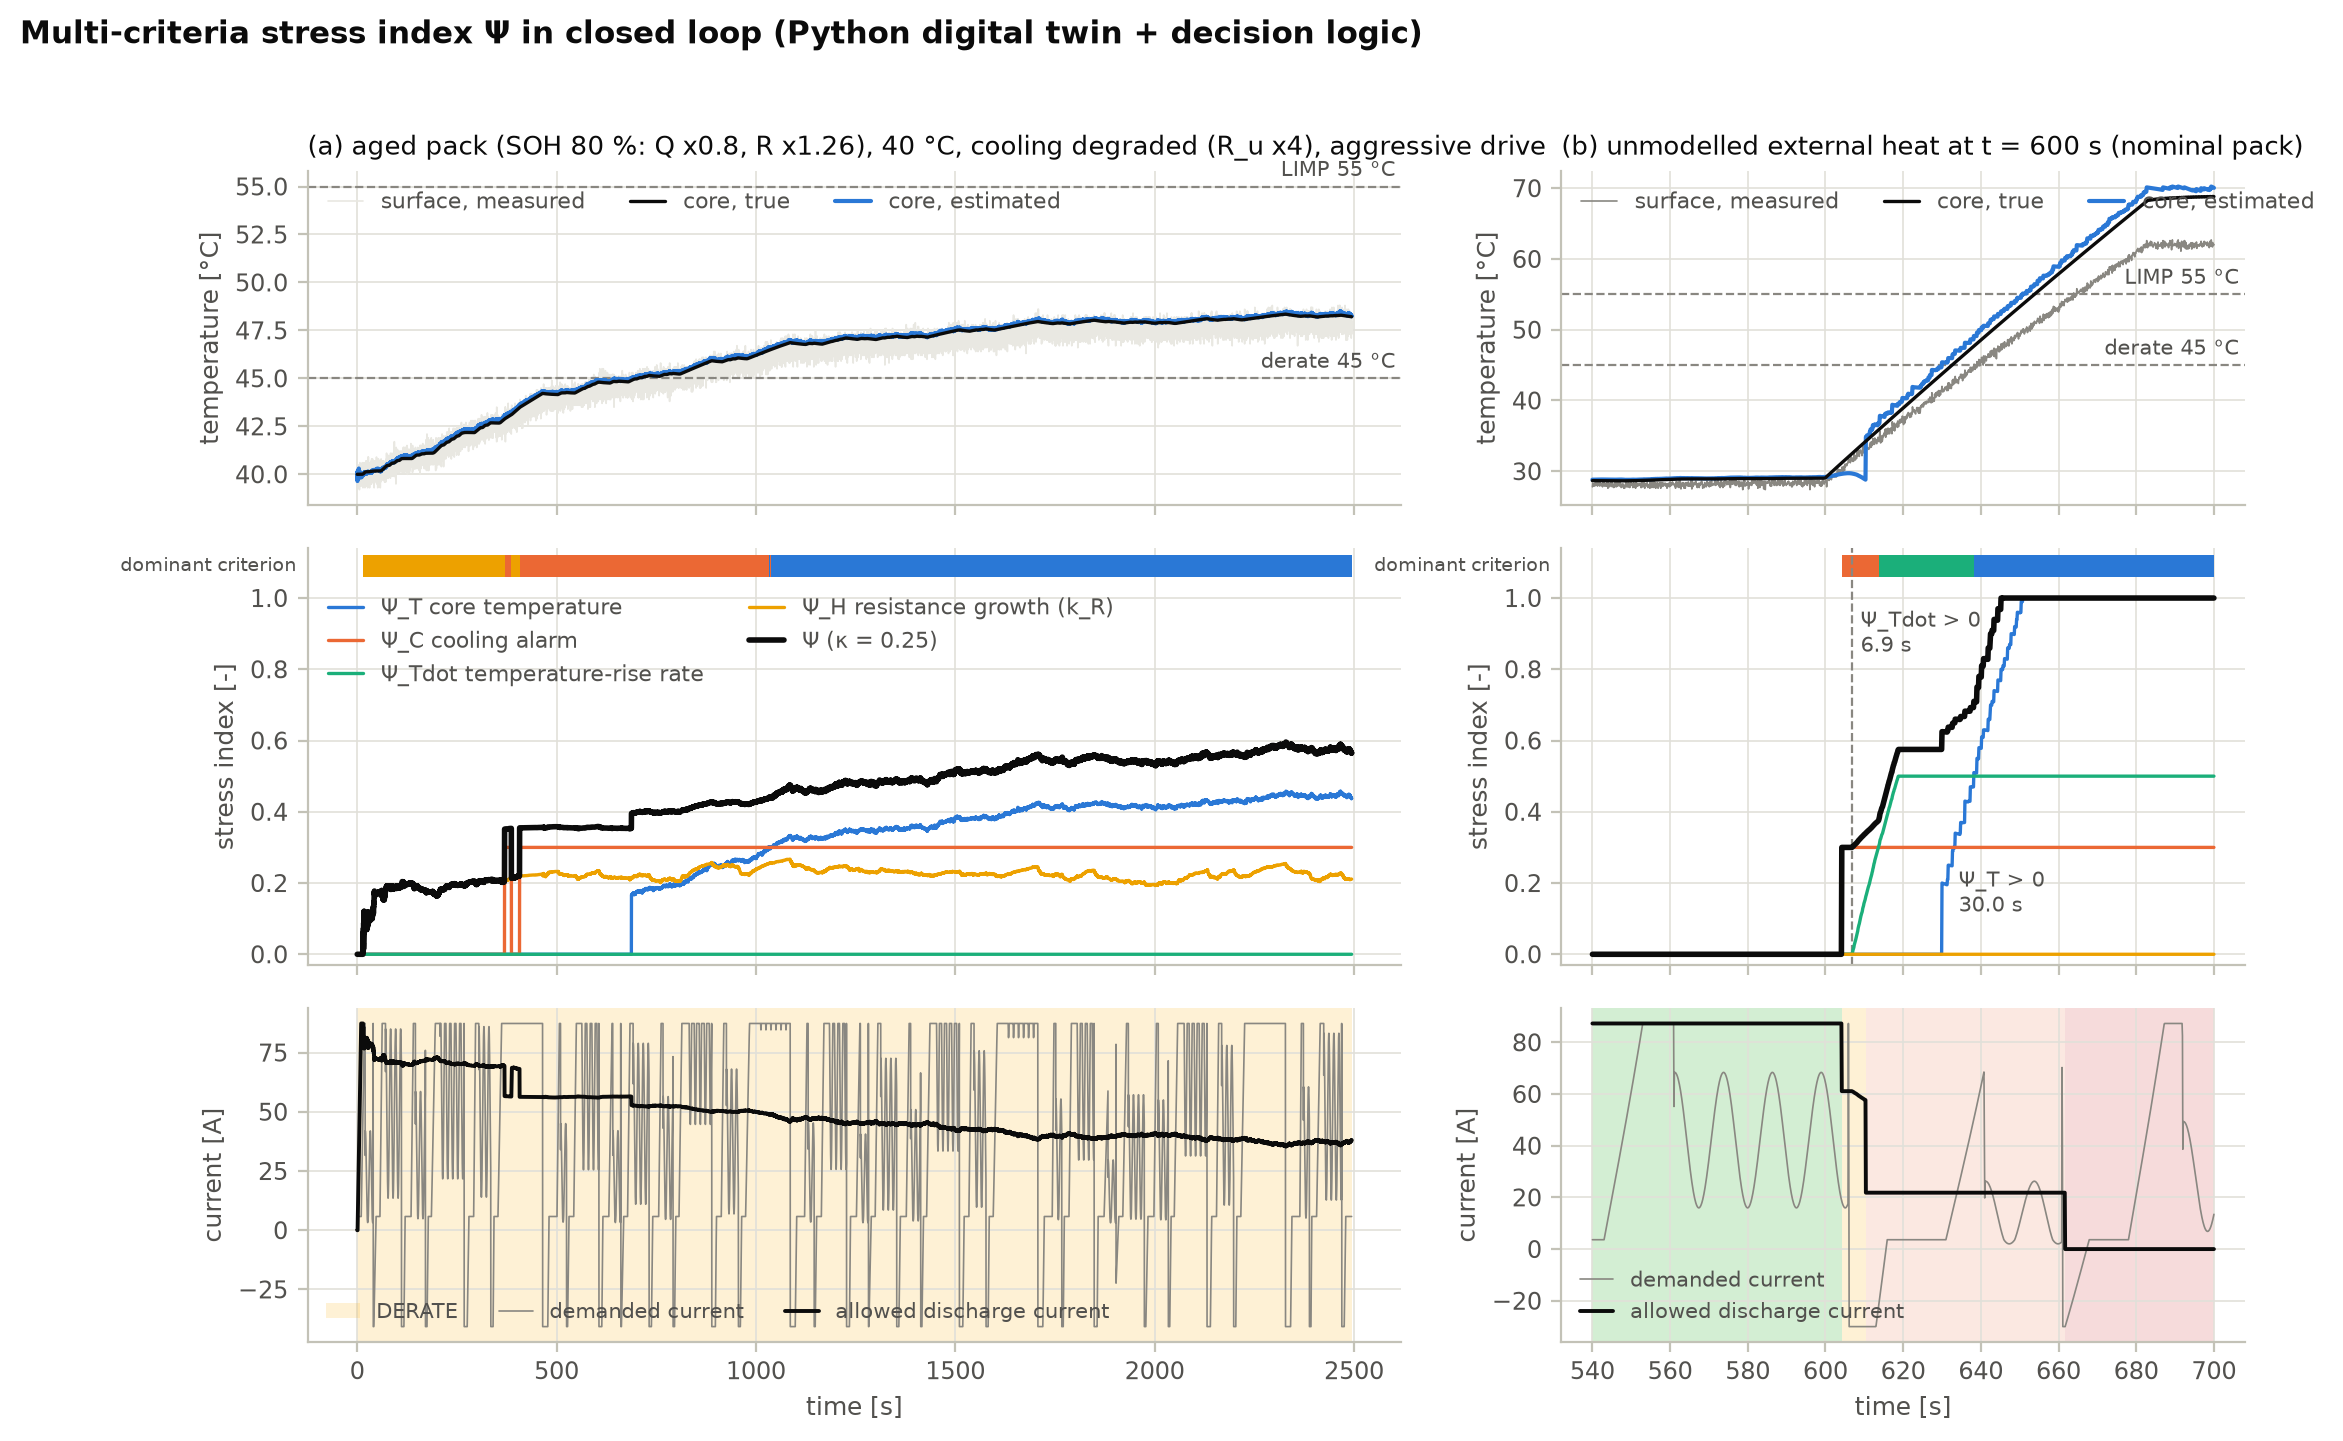 Multi-criteria stress index Ψ in closed loop (Python digital twin + decision logic)
(a) aged pack (SOH 80 %: Q x0.8, R x1.26), 40 °C, cooling degraded (R_u x4), aggressive drive
LIMP 55 °C
surface, measured
core, true
core, estimated
derate 45 °C
55.0
52.5
50.0
47.5
45.0
42.5
40.0
temperature [°C]
(b) unmodelled external heat at t = 600 s (nominal pack)
surface, measured
core, true
core, estimated
LIMP 55 °C
derate 45 °C
70
60
50
40
30
temperature [°C]
dominant criterion
Ψ_T core temperature
Ψ_C cooling alarm
Ψ_Tdot temperature-rise rate
Ψ_H resistance growth (k_R)
Ψ (κ = 0.25)
1.0
0.8
0.6
0.4
0.2
0.0
stress index [-]
dominant criterion
Ψ_Tdot > 0
6.9 s
Ψ_T > 0
30.0 s
1.0
0.8
0.6
0.4
0.2
0.0
stress index [-]
75
50
25
0
−25
current [A]
DERATE
demanded current
allowed discharge current
0
500
1000
1500
2000
2500
time [s]
80
60
40
20
0
−20
current [A]
demanded current
allowed discharge current
540
560
580
600
620
640
660
680
700
time [s]